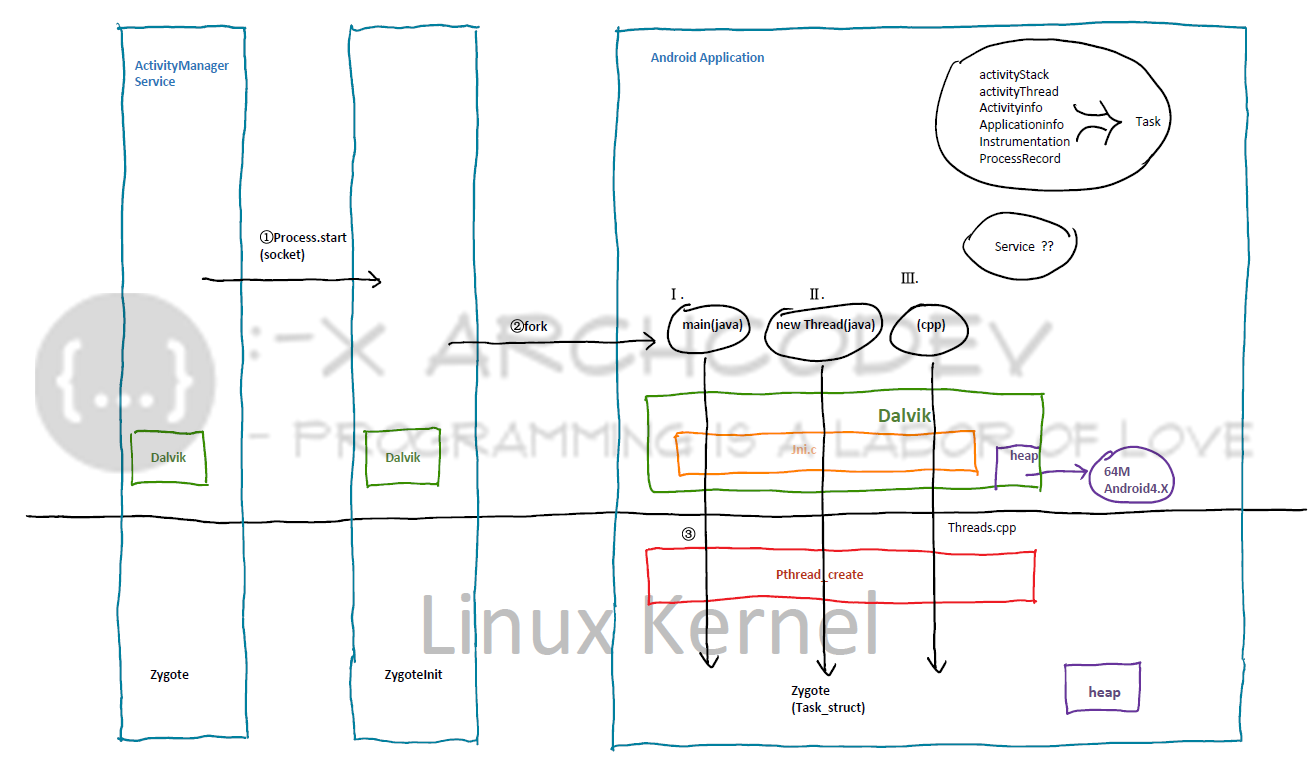 ActivityManager
Service
Android Application
activityStack
activityThread
Activityinfo
Applicationinfo
Instrumentation
ProcessRecord
Task
①Process.start
(socket)
Service ??
Ⅰ.
Ⅱ.
Ⅲ.
②fork
main(java)
new Thread(java)
(cpp)
:-X ARCHCODEV
{...}
- PROGRAMMING IS A LABOR OF LOVE
Dalvik
Dalvik
Dalvik
Jni.c
heap
64M
Android4.X
③
Threads.cpp
Pthread_create
Linux Kernel
Zygote
ZygoteInit
Zygote
(Task_struct)
heap